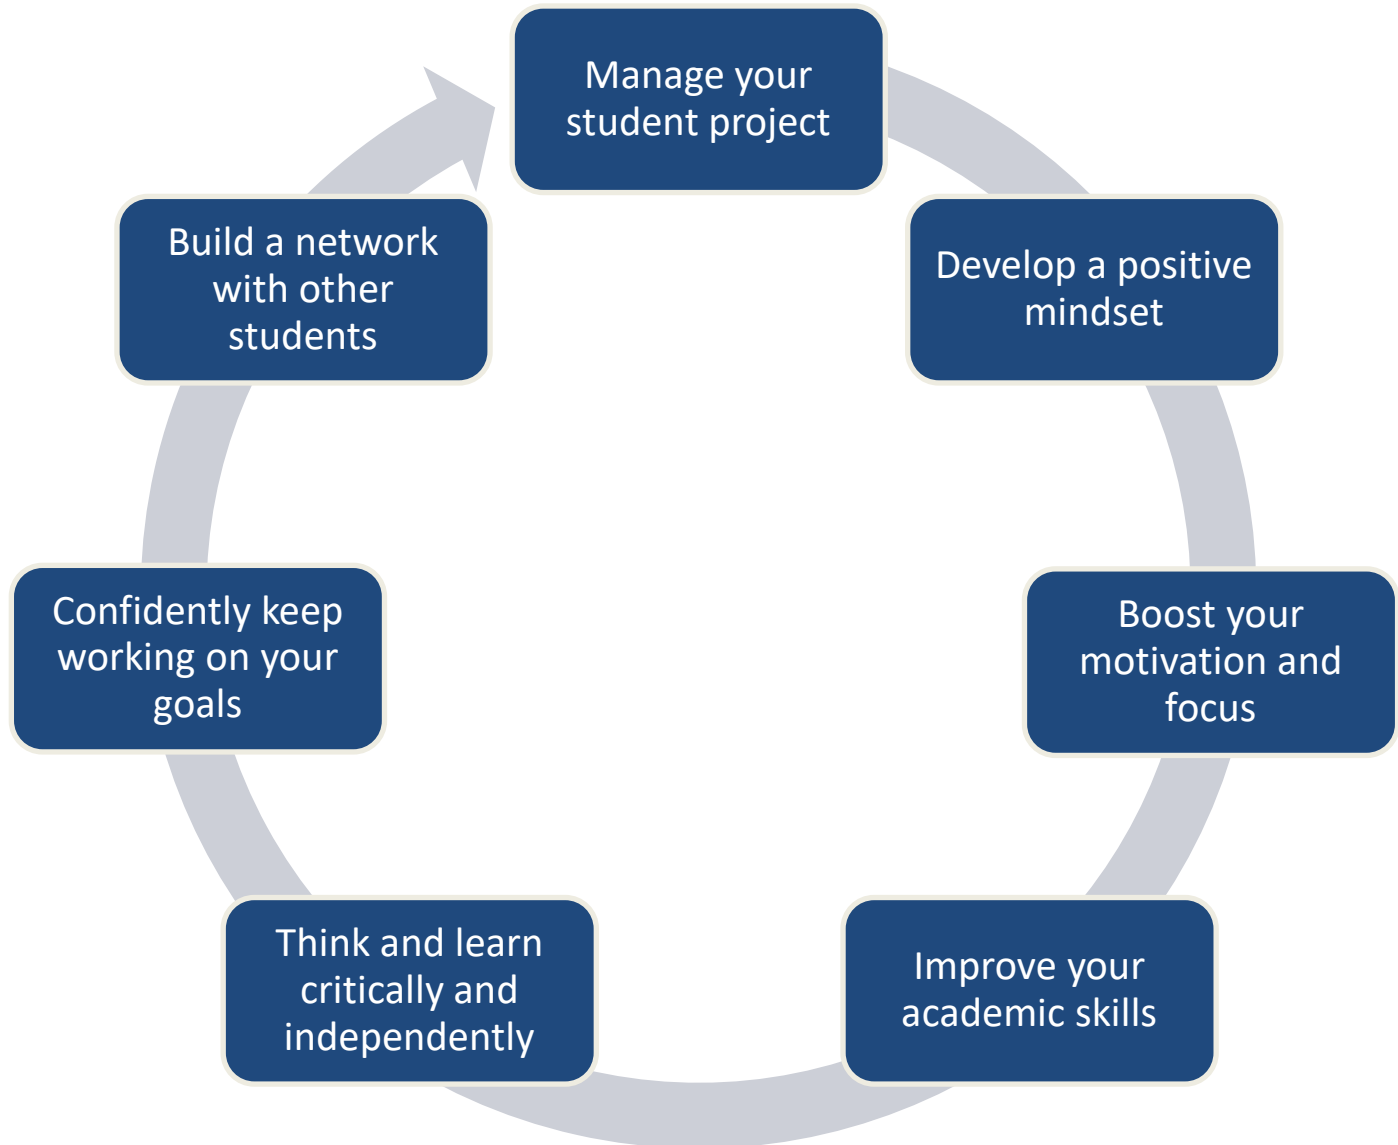 Manage your
student project
Develop a positive
mindset
Boost your
motivation and
focus
Improve your
academic skills
Think and learn
critically and
independently
Confidently keep
working on your
goals
Build a network
with other
students